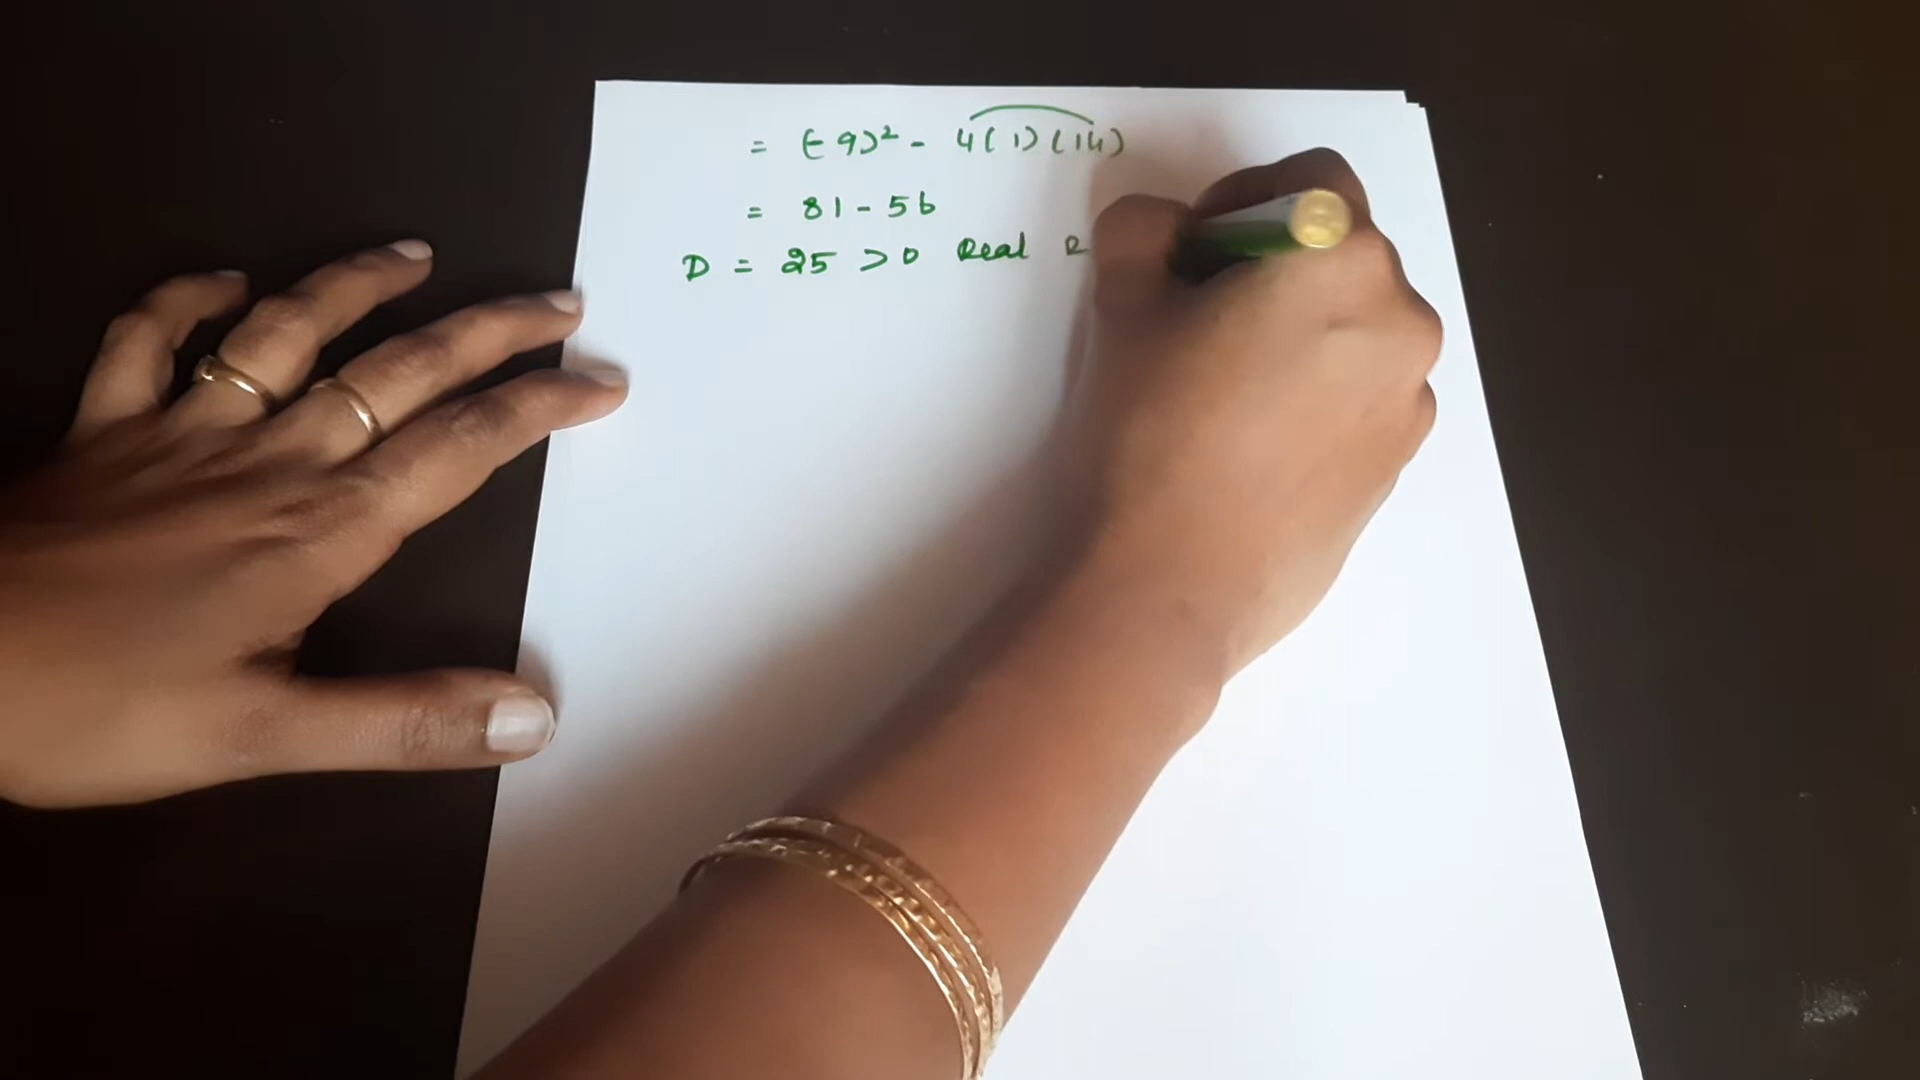 = (-9)² - 4(1)(14)
= 81 - 56
D = 25 > 0 Real R